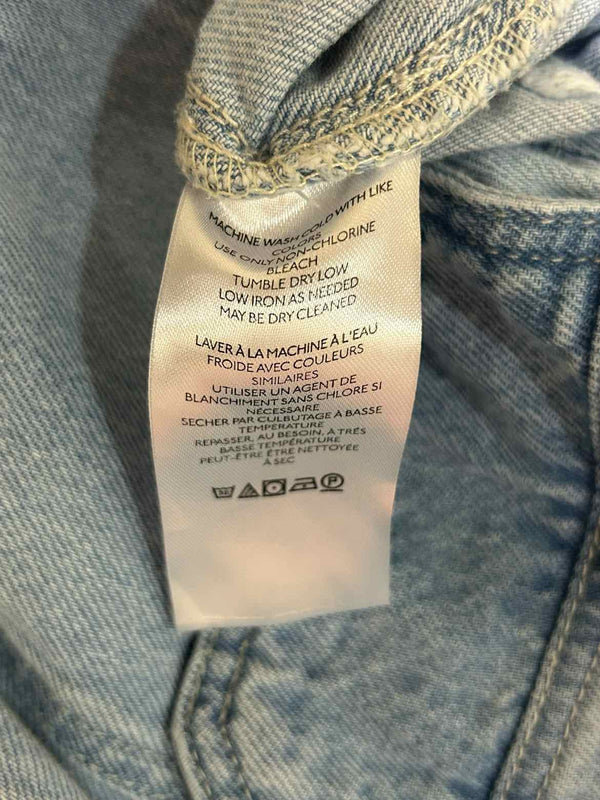 MACHINE WASH COLD WITH LIKE
COLORS
USE ONLY NON-CHLORINE
BLEACH
TUMBLE DRY LOW
LOW IRON AS NEEDED
MAY BE DRY CLEANED
LAVER À LA MACHINE À L'EAU
FROIDE AVEC COULEURS
SIMILAIRES
UTILISER UN AGENT DE
BLANCHIMENT SANS CHLORE SI
NÉCESSAIRE
SECHER PAR CULBUTAGE À BASSE
TEMPÉRATURE
REPASSER, AU BESOIN, À TRÉS
BASSE TEMPÉRATURE
PEUT-ÊTRE ÊTRE NETTOYÉE
À SEC
30 P